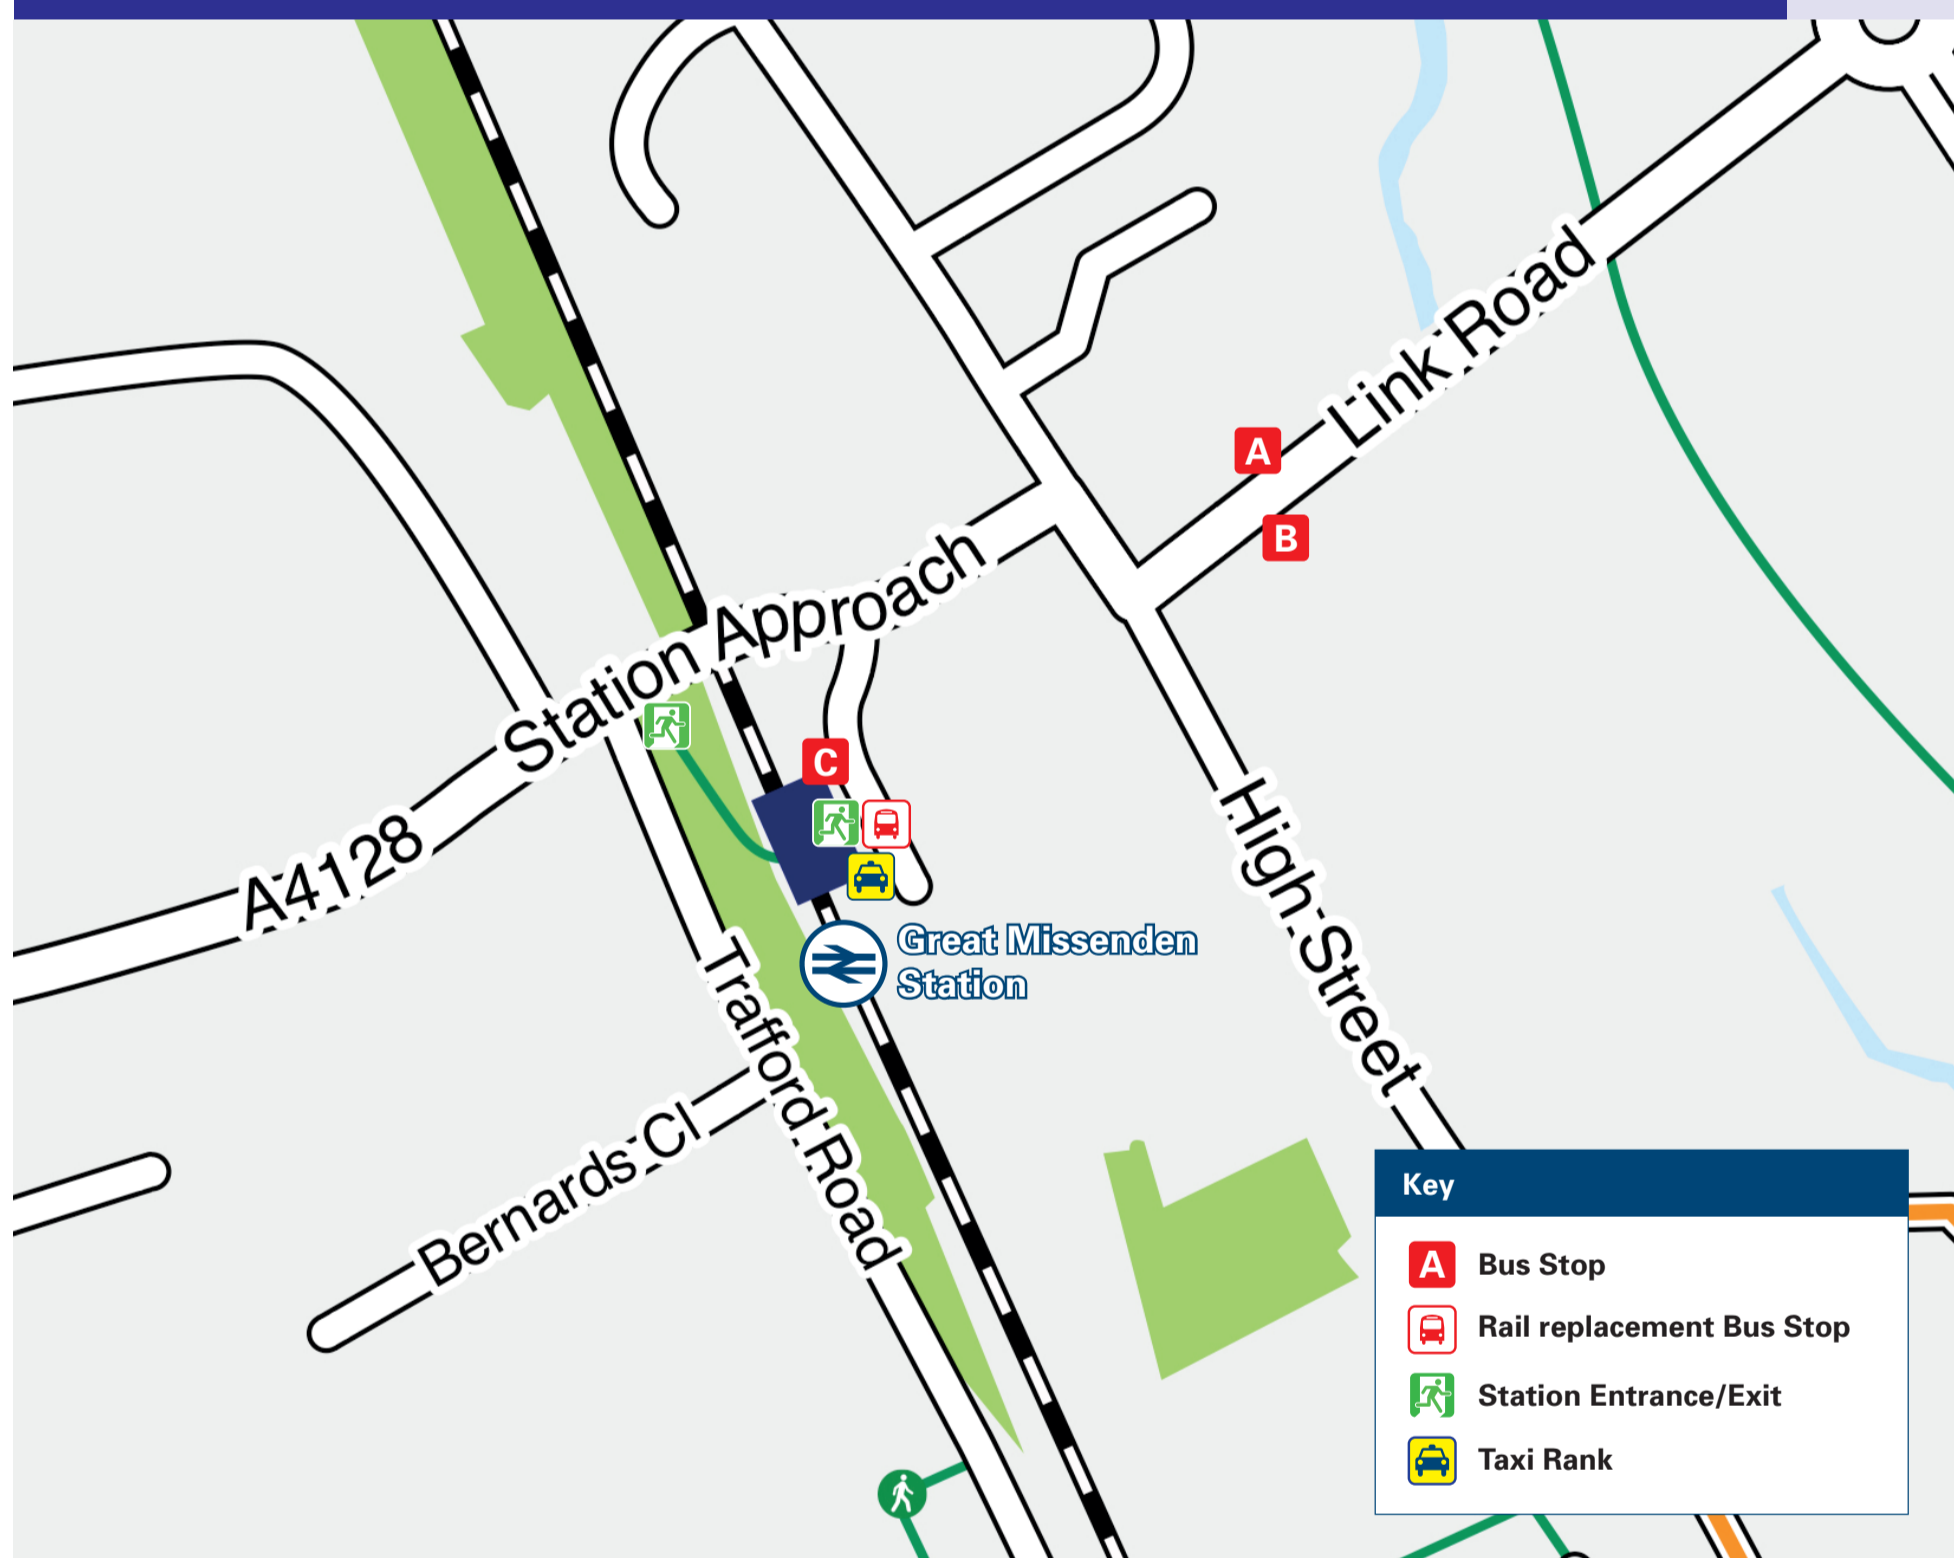 Link Road
A
B
Station Approach
C
A4128
High Street
Great Missenden
Station
Trafford Road
Bernards Cl
Key
A Bus Stop
Rail replacement Bus Stop
Station Entrance/Exit
Taxi Rank